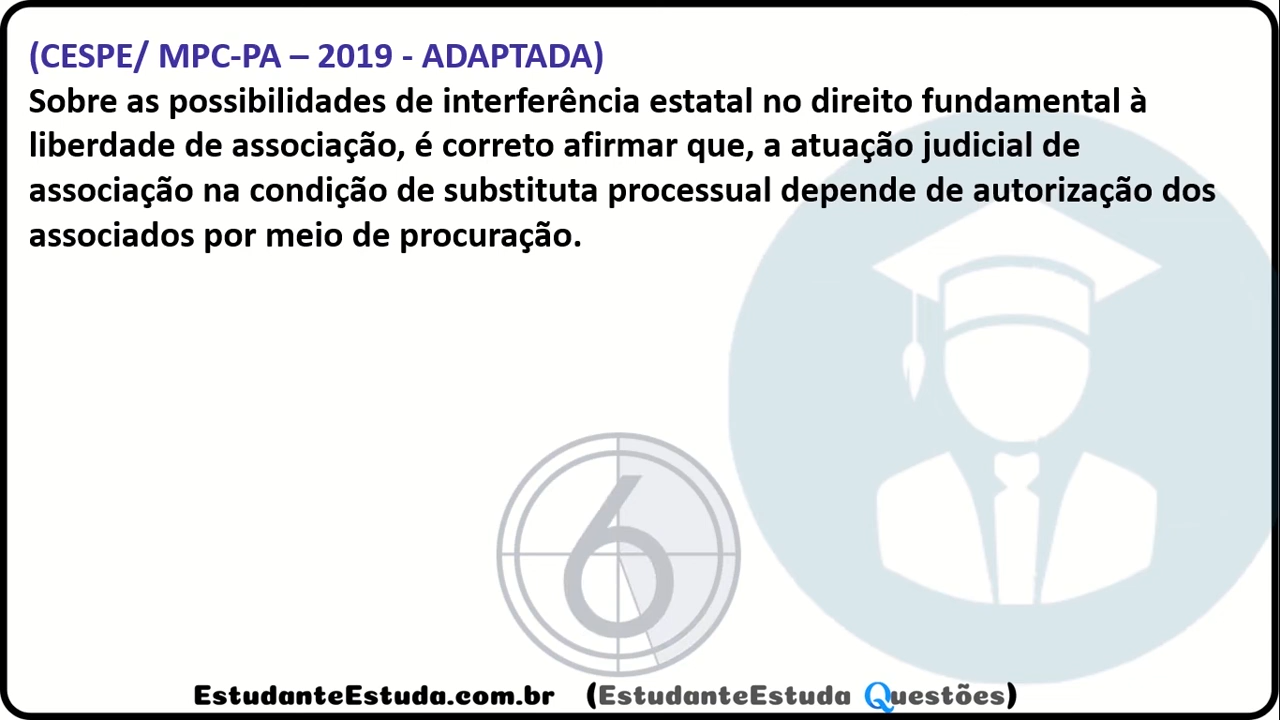 (CESPE/ MPC-PA – 2019 - ADAPTADA)
Sobre as possibilidades de interferência estatal no direito fundamental à
liberdade de associação, é correto afirmar que, a atuação judicial de
associação na condição de substituta processual depende de autorização dos
associados por meio de procuração.
6
EstudanteEstuda.com.br (EstudanteEstuda Questões)